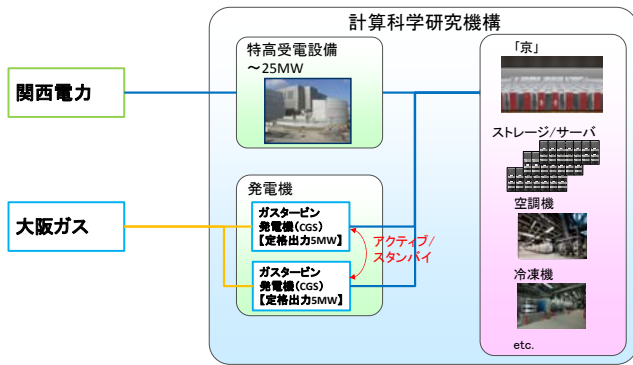 計算科学研究機構
特高受電設備
～25MW
関西電力
発電機
大阪ガス
ガスタービン
発電機(CGS)
【定格出力5MW】
アクティブ/
スタンバイ
ガスタービン
発電機(CGS)
【定格出力5MW】
「京」
ストレージ/サーバ
空調機
冷凍機
etc.